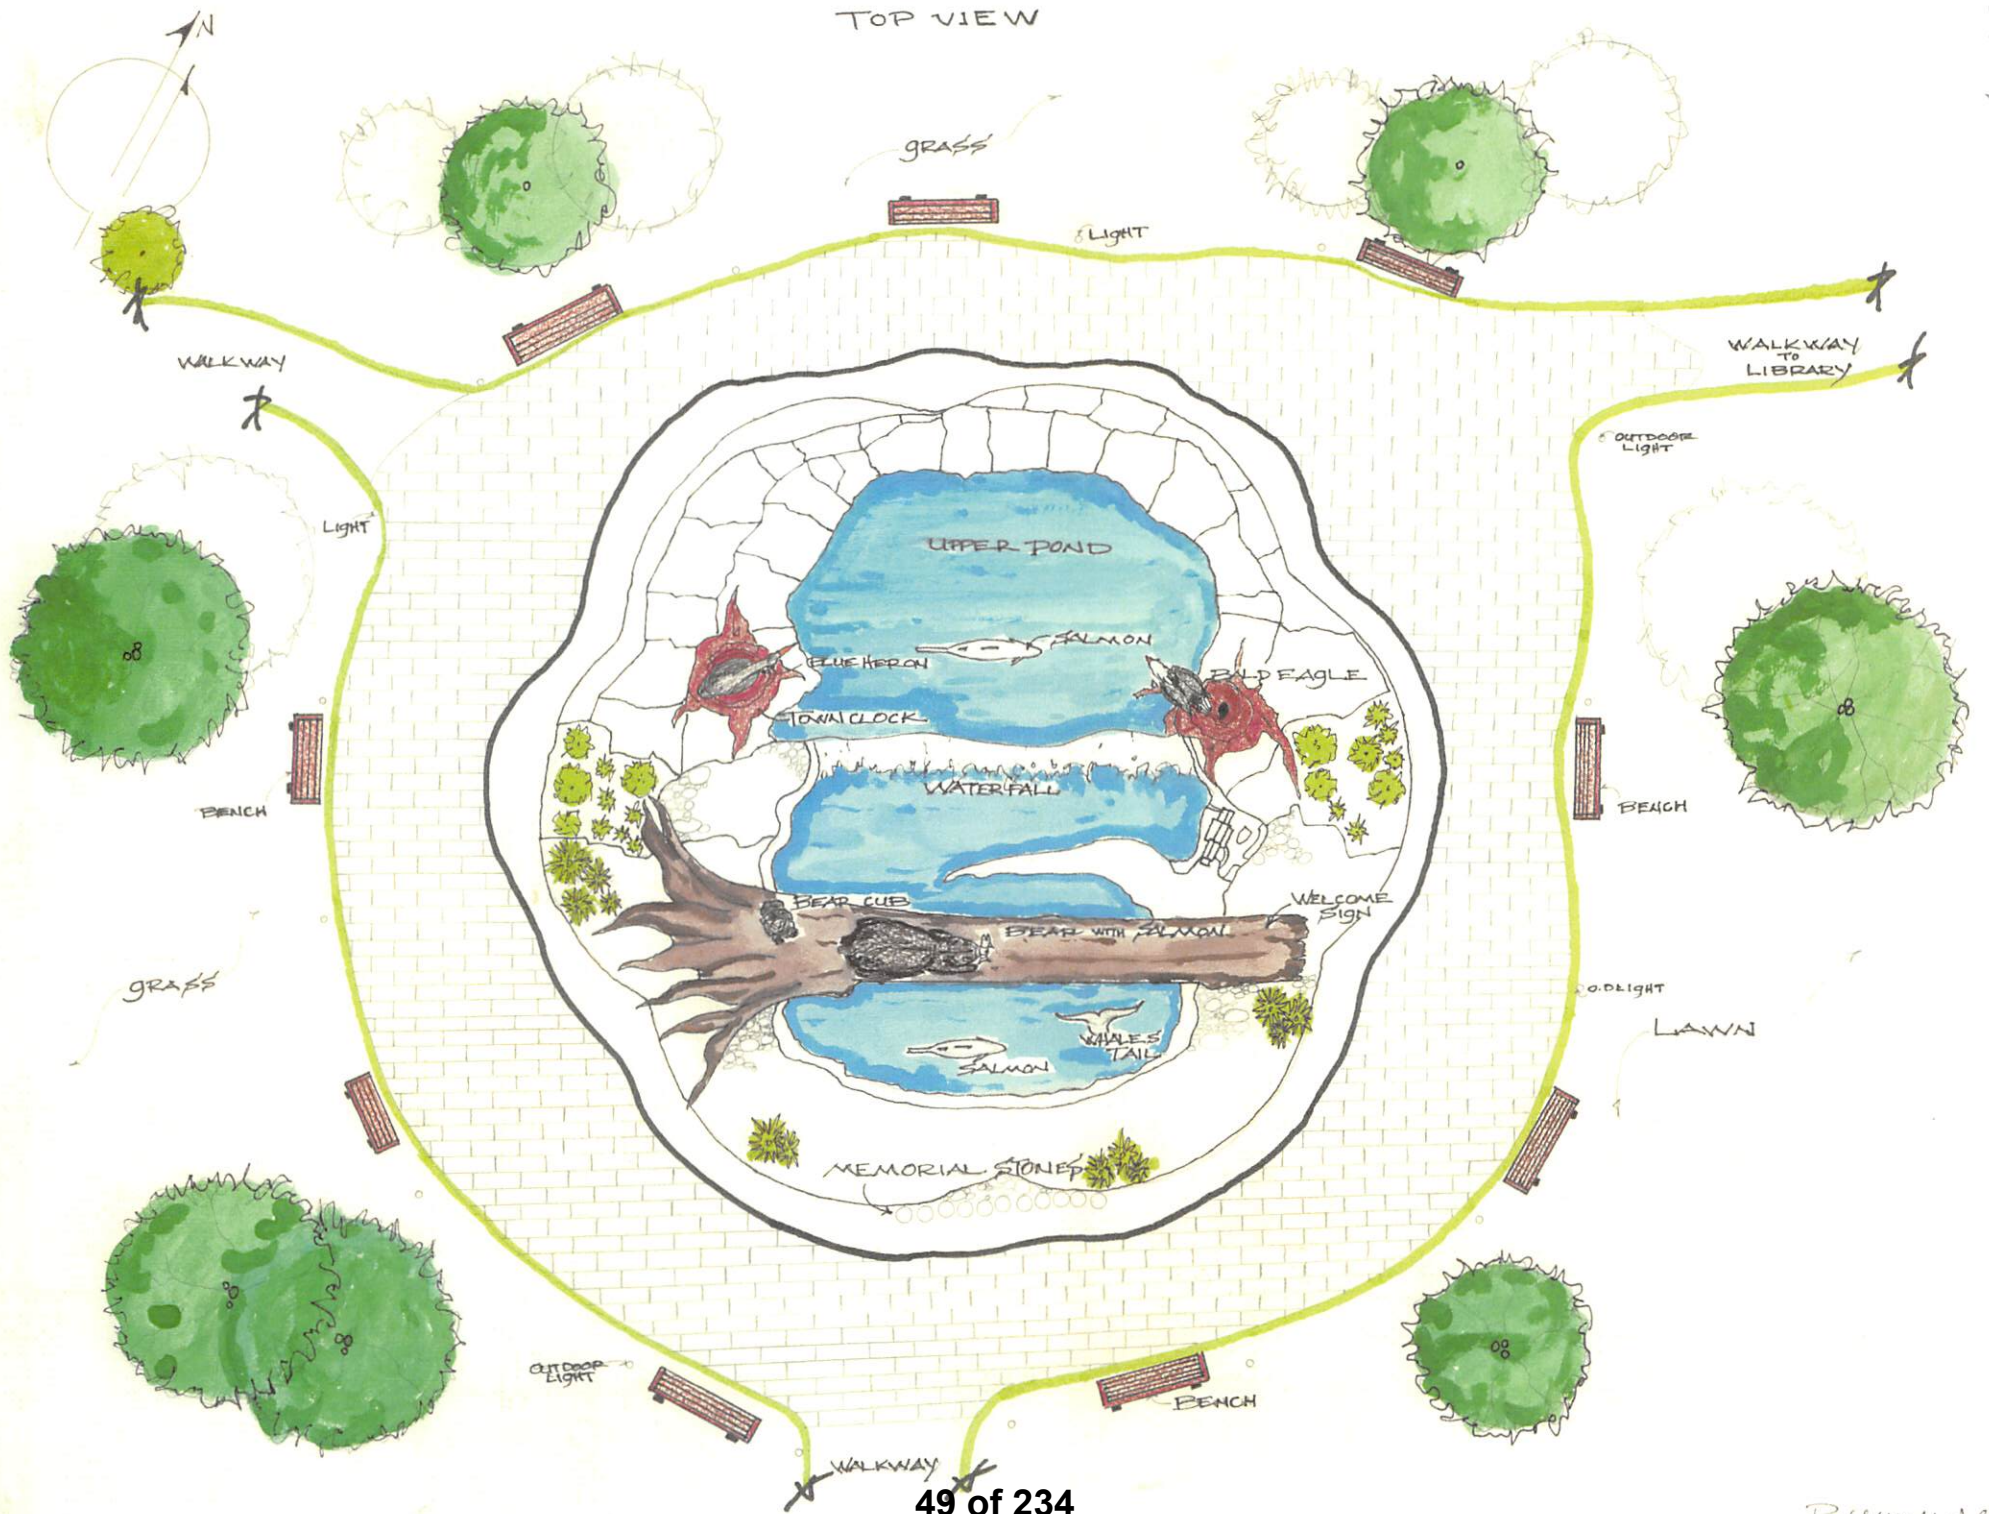 TOP VIEW
N
GRASS
LIGHT
WALKWAY
WALKWAY
TO
LIBRARY
OUTDOOR
LIGHT
LIGHT
UPPER POND
SALMON
BLUE HERON
BALD EAGLE
TOWN CLOCK
WATERFALL
BENCH
BENCH
BEAR CUB
WELCOME
SIGN
BEAR WITH SALMON
GRASS
O.D LIGHT
LAWN
WHALES
TAIL
SALMON
MEMORIAL STONES
OUTDOOR
LIGHT
BENCH
WALKWAY
49 of 234